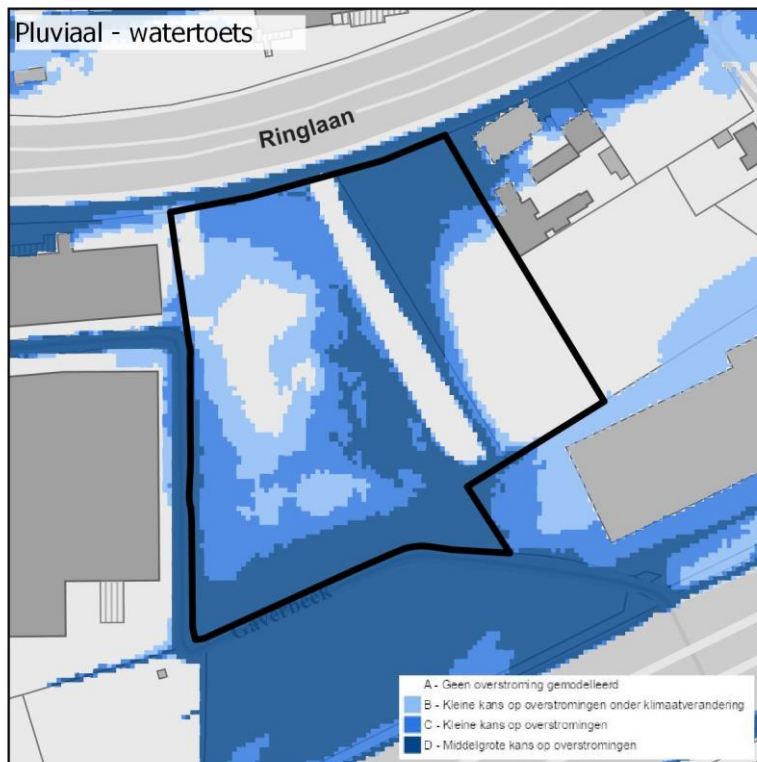 Pluviaal - watertoets
Ringlaan
Gaverbeek
A - Geen overstroming gemodelleerd
B - Kleine kans op overstromingen onder klimaatverandering
C - Kleine kans op overstromingen
D - Middelgrote kans op overstromingen